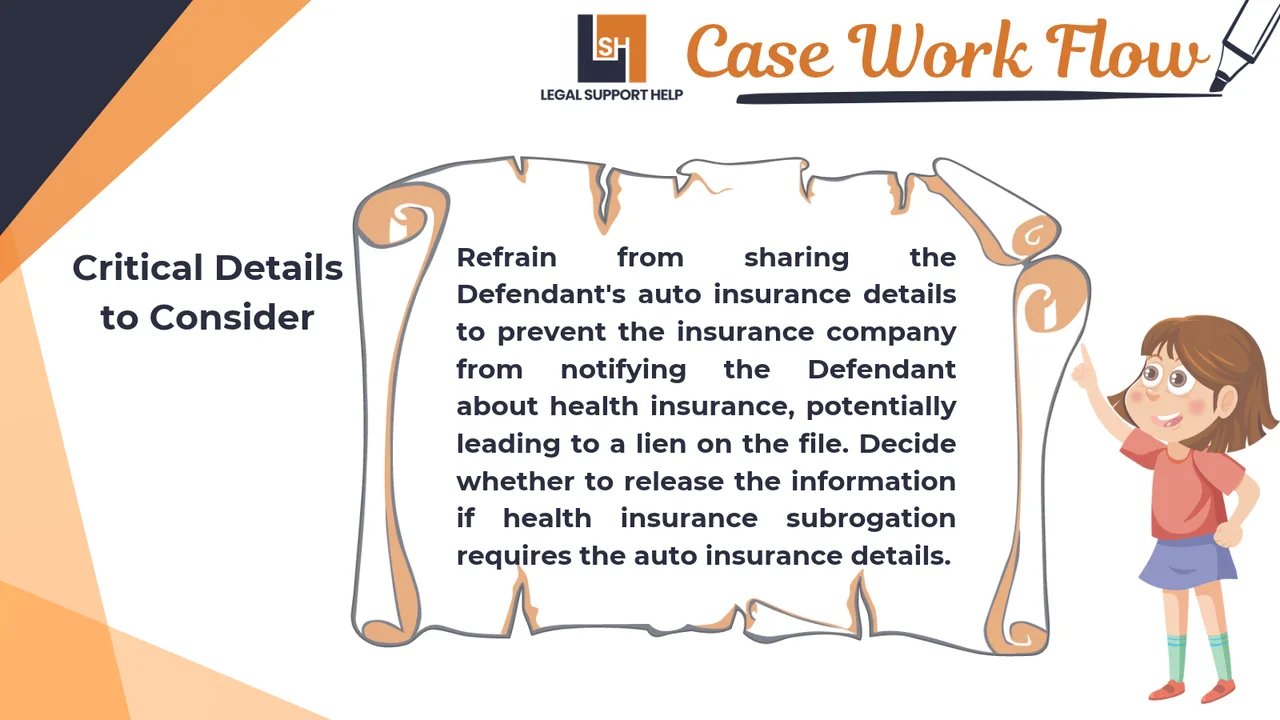 LSH
LEGAL SUPPORT HELP
Case Work Flow
Critical Details
to Consider
Refrain from sharing the
Defendant's auto insurance details
to prevent the insurance company
from notifying the Defendant
about health insurance, potentially
leading to a lien on the file. Decide
whether to release the information
if health insurance subrogation
requires the auto insurance details.